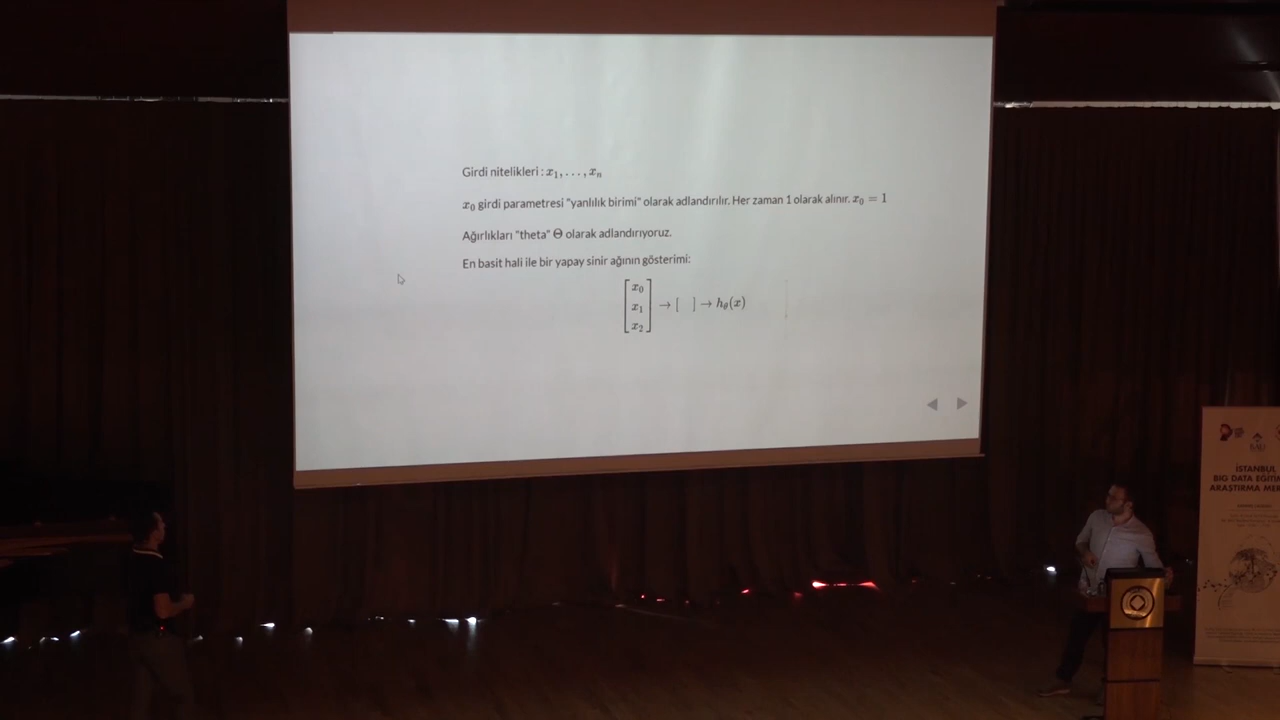 Girdi nitelikleri : x₁, . . . , xₙ
x₀ girdi parametresi "yanlılık birimi" olarak adlandırılır. Her zaman 1 olarak alınır. x₀ = 1
Ağırlıkları "theta" Θ olarak adlandırıyoruz.
En basit hali ile bir yapay sinir ağının gösterimi:
[x₀ x₁ x₂] → [ ] → hθ(x)
İSTANBUL
BIG DATA EĞİTİM
ARAŞTIRMA